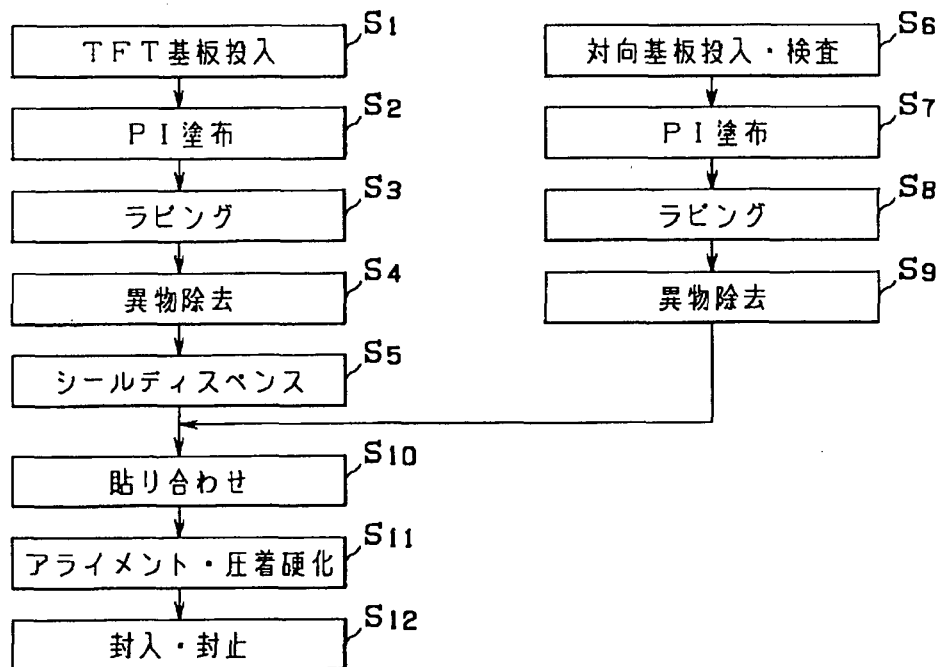 TFT基板投入 S1
PI塗布 S2
ラビング S3
異物除去 S4
シールディスペンス S5
対向基板投入・検査 S6
PI塗布 S7
ラビング S8
異物除去 S9
貼り合わせ S10
アライメント・圧着硬化 S11
封入・封止 S12